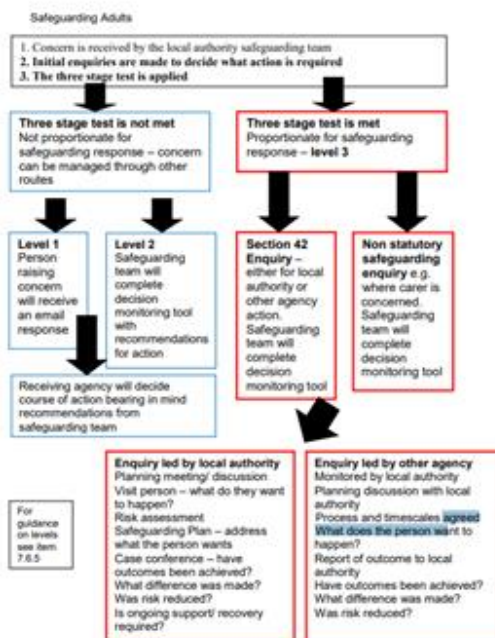 Safeguarding Adults
1. Concern is received by the local authority safeguarding team
2. Initial enquiries are made to decide what action is required
3. The three stage test is applied
Three stage test is not met
Not proportionate for
safeguarding response – concern
can be managed through other
routes
Three stage test is met
Proportionate for safeguarding
response – level 3
Level 1
Person
raising
concern
will receive
an email
response
Level 2
Safeguarding
team will
complete
decision
monitoring tool
with
recommendations
for action
Section 42
Enquiry –
either for local
authority or
other agency
action.
Safeguarding
team will
complete
decision
monitoring tool
Non statutory
safeguarding
enquiry e.g.
where carer is
concerned.
Safeguarding
team will
complete
decision
monitoring tool
Receiving agency will decide
course of action bearing in mind
recommendations from
safeguarding team
For
guidance
on levels
see item
7.6.5
Enquiry led by local authority
Planning meeting/ discussion
Visit person – what do they want
to happen?
Risk assessment
Safeguarding Plan – address
what the person wants
Case conference – have
outcomes been achieved?
What difference was made?
Was risk reduced?
Is ongoing support/ recovery
required?
Enquiry led by other agency
Monitored by local authority
Planning discussion with local
authority
Process and timescales agreed
What does the person want to
happen?
Report of outcome to local
authority
Have outcomes been achieved?
What difference was made?
Was risk reduced?